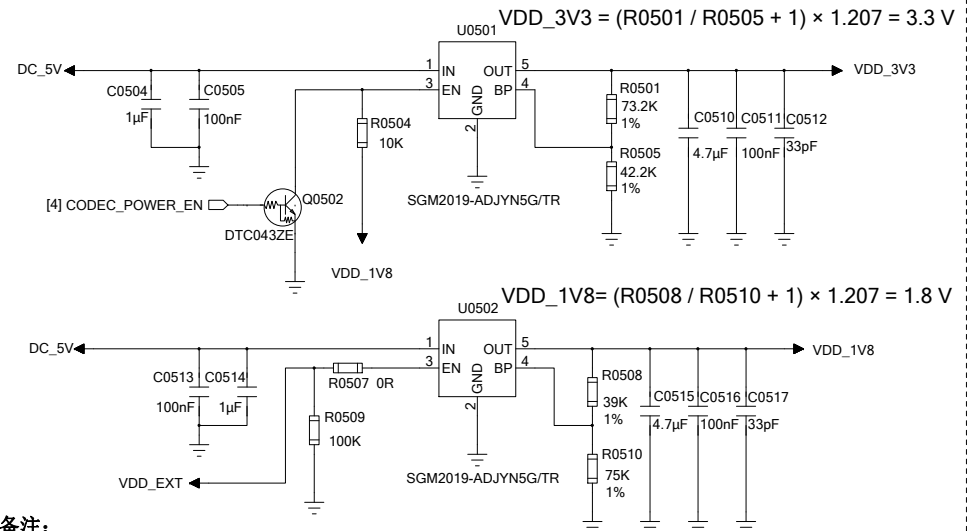 VDD_3V3 = (R0501 / R0505 + 1) × 1.207 = 3.3 V
U0501
DC_5V
1
IN
OUT
5
VDD_3V3
3
EN
BP
4
GND
2
C0504
1µF
C0505
100nF
R0504
10K
R0501
73.2K
1%
R0505
42.2K
1%
C0510
4.7µF
C0511
100nF
C0512
33pF
SGM2019-ADJYN5G/TR
[4] CODEC_POWER_EN
Q0502
DTC043ZE
VDD_1V8
VDD_1V8= (R0508 / R0510 + 1) × 1.207 = 1.8 V
U0502
DC_5V
1
IN
OUT
5
VDD_1V8
3
EN
BP
4
GND
2
C0513
100nF
C0514
1µF
R0507 0R
R0509
100K
R0508
39K
1%
R0510
75K
1%
C0515
4.7µF
C0516
100nF
C0517
33pF
VDD_EXT
SGM2019-ADJYN5G/TR
备注：